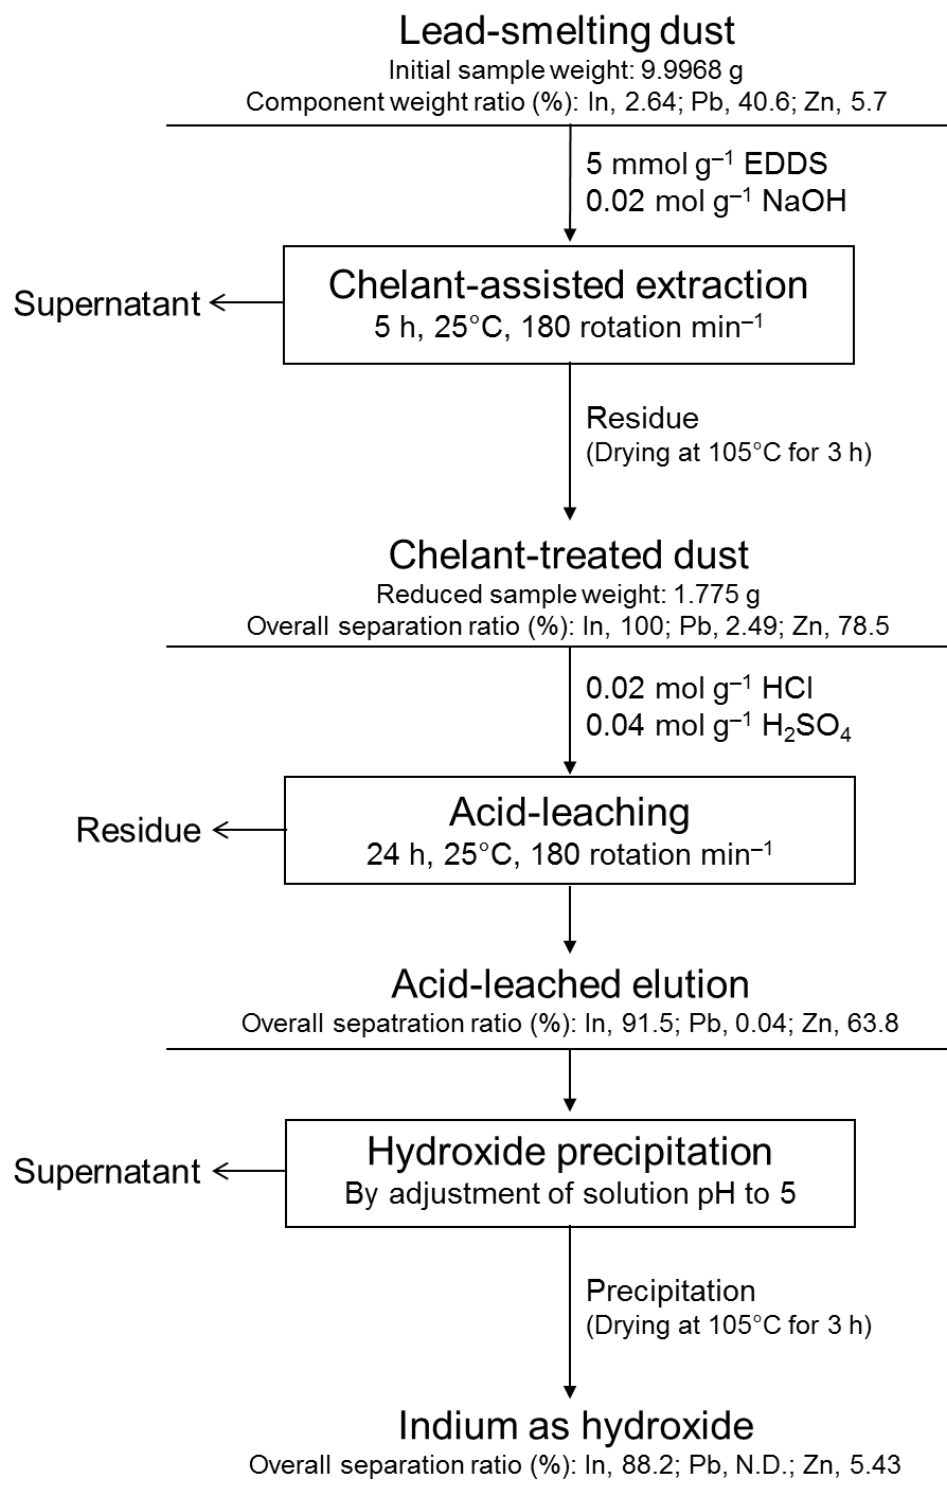 Lead-smelting dust
Initial sample weight: 9.9968 g
Component weight ratio (%): In, 2.64; Pb, 40.6; Zn, 5.7
5 mmol g⁻¹ EDDS
0.02 mol g⁻¹ NaOH
Chelant-assisted extraction
5 h, 25°C, 180 rotation min⁻¹
Supernatant
Residue
(Drying at 105°C for 3 h)
Chelant-treated dust
Reduced sample weight: 1.775 g
Overall separation ratio (%): In, 100; Pb, 2.49; Zn, 78.5
0.02 mol g⁻¹ HCl
0.04 mol g⁻¹ H₂SO₄
Acid-leaching
24 h, 25°C, 180 rotation min⁻¹
Residue
Acid-leached elution
Overall sepatration ratio (%): In, 91.5; Pb, 0.04; Zn, 63.8
Hydroxide precipitation
By adjustment of solution pH to 5
Supernatant
Precipitation
(Drying at 105°C for 3 h)
Indium as hydroxide
Overall separation ratio (%): In, 88.2; Pb, N.D.; Zn, 5.43